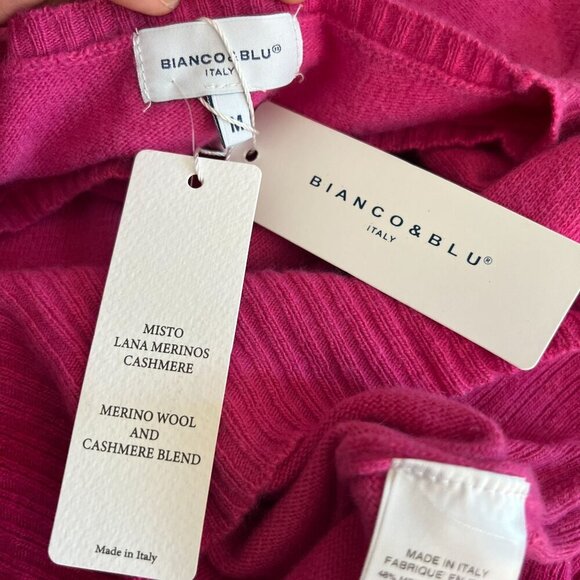 BIANCO&BLU®
ITALY
M
BIANCO&BLU®
ITALY
MISTO
LANA MERINOS
CASHMERE
MERINO WOOL
AND
CASHMERE BLEND
Made in Italy
MADE IN ITALY
FABRIQUE